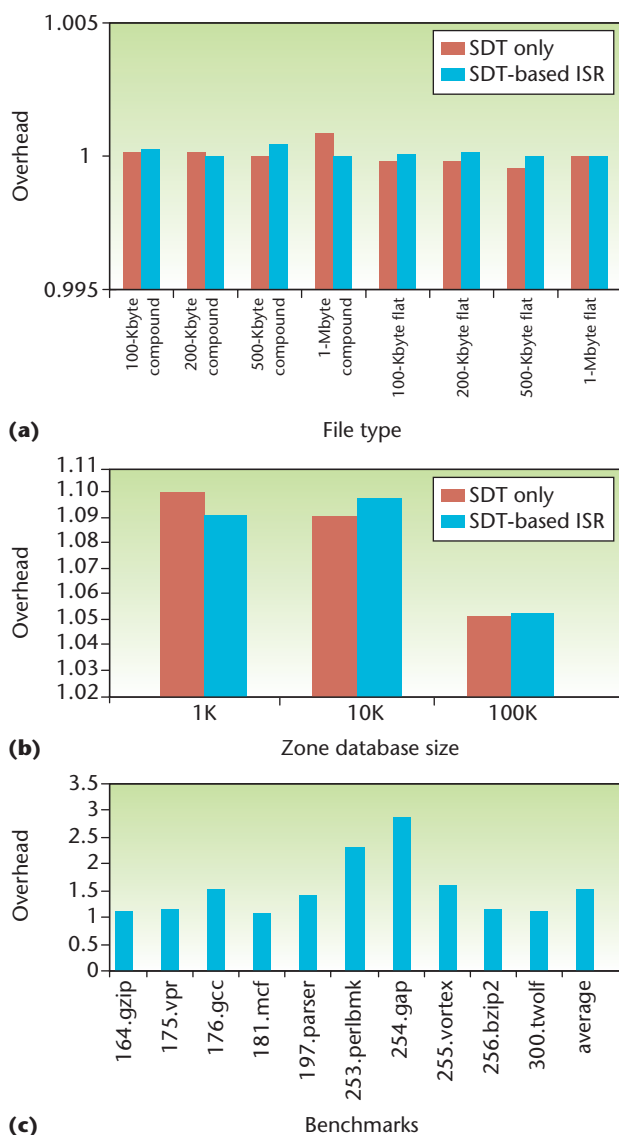 1.005
SDT only
SDT-based ISR
Overhead
1
0.995
100-Kbyte
compound
200-Kbyte
compound
500-Kbyte
compound
1-Mbyte
compound
100-Kbyte flat
200-Kbyte flat
500-Kbyte flat
1-Mbyte flat
(a)
File type
1.11
1.10
1.09
1.08
1.07
1.06
1.05
1.04
1.03
1.02
Overhead
SDT only
SDT-based ISR
1K
10K
100K
(b)
Zone database size
3.5
3
2.5
2
1.5
1
0.5
0
Overhead
164.gzip
175.vpr
176.gcc
181.mcf
197.parser
253.perlbmk
254.gap
255.vortex
256.bzip2
300.twolf
average
(c)
Benchmarks